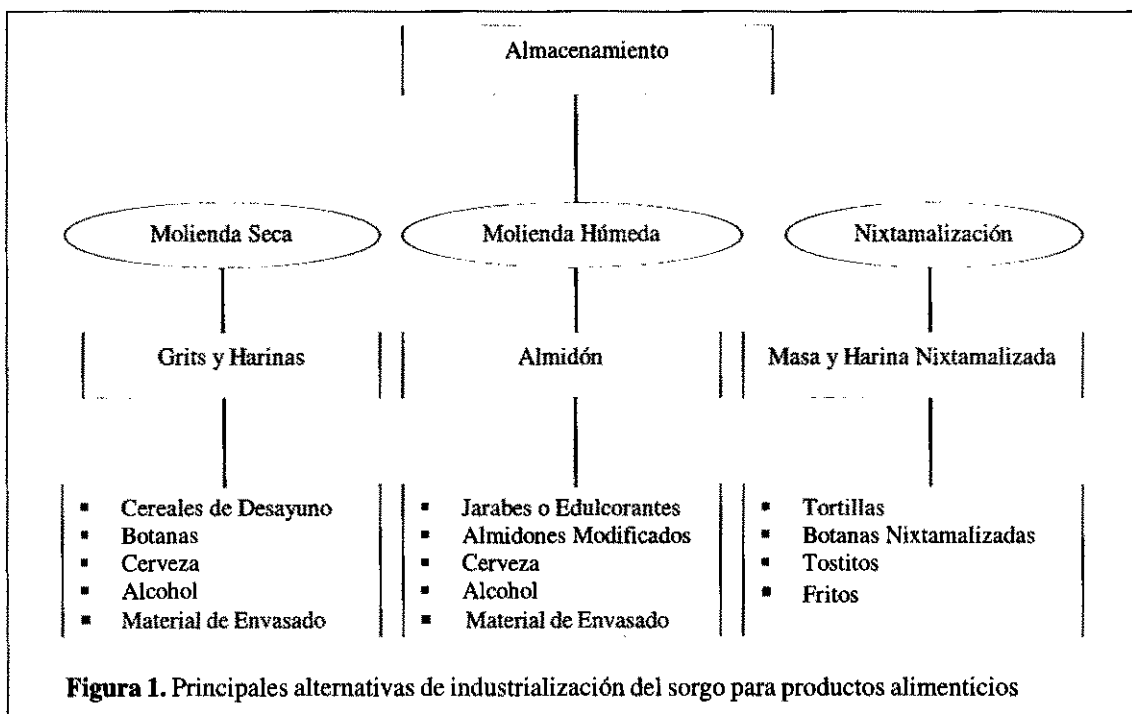 Almacenamiento
Molienda Seca
Molienda Húmeda
Nixtamalización
Grits y Harinas
Almidón
Masa y Harina Nixtamalizada
▪ Cereales de Desayuno
▪ Botanas
▪ Cerveza
▪ Alcohol
▪ Material de Envasado
▪ Jarabes o Edulcorantes
▪ Almidones Modificados
▪ Cerveza
▪ Alcohol
▪ Material de Envasado
▪ Tortillas
▪ Botanas Nixtamalizadas
▪ Tostitos
▪ Fritos
Figura 1. Principales alternativas de industrialización del sorgo para productos alimenticios